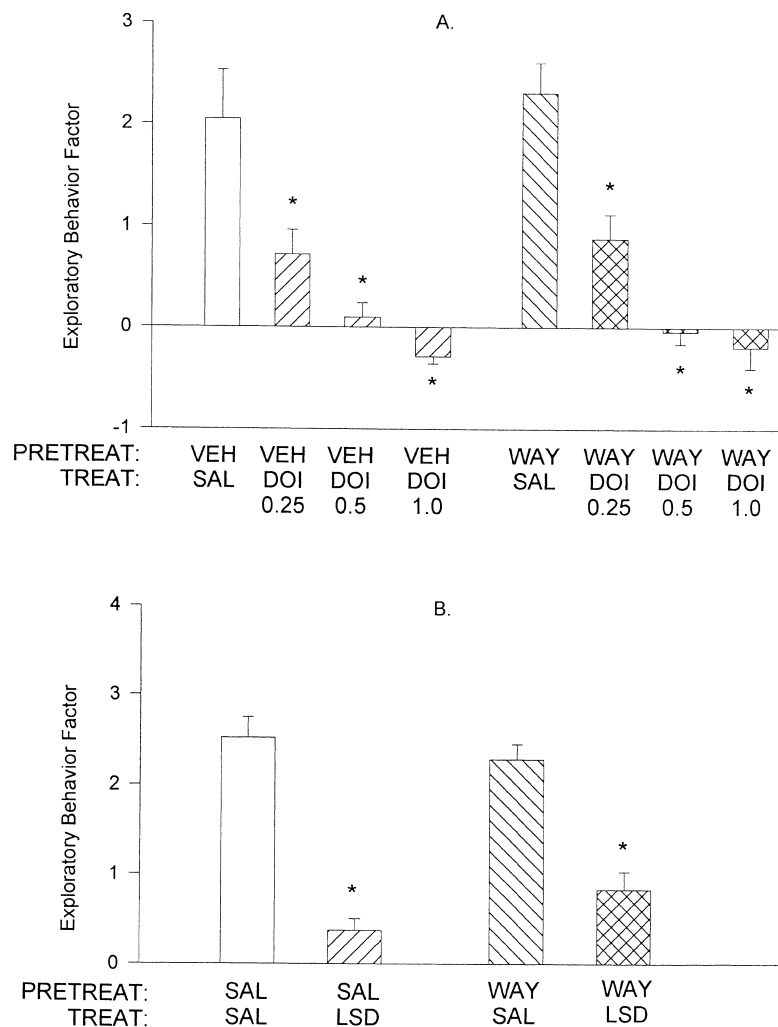 A.
3
2
1
0
-1
Exploratory Behavior Factor
* * * * * *
PRETREAT: VEH VEH VEH VEH WAY WAY WAY WAY
TREAT: SAL DOI DOI DOI SAL DOI DOI DOI
0.25 0.5 1.0 0.25 0.5 1.0
B.
4
3
2
1
0
Exploratory Behavior Factor
* *
PRETREAT: SAL SAL WAY WAY
TREAT: SAL LSD SAL LSD